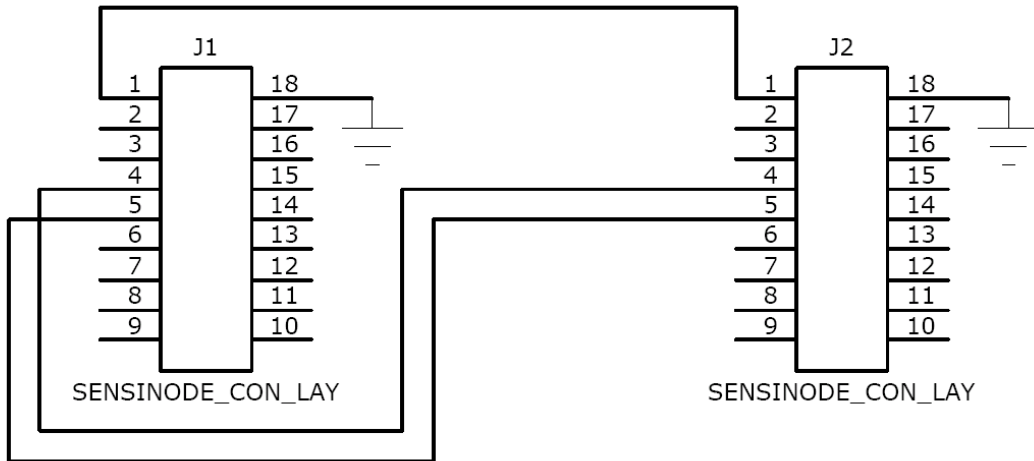 J1 J2
1 18 1 18
2 17 2 17
3 16 3 16
4 15 4 15
5 14 5 14
6 13 6 13
7 12 7 12
8 11 8 11
9 10 9 10
SENSINODE_CON_LAY SENSINODE_CON_LAY